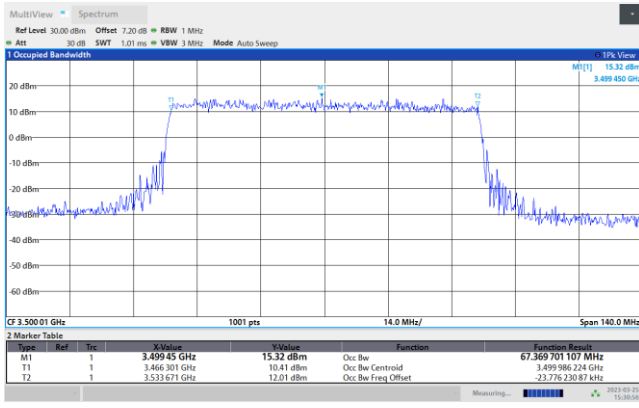 MultiView Spectrum
Ref Level 30.00 dBm Offset 7.20 dB RBW 1 MHz
Att 30 dB SWT 1.01 ms VBW 3 MHz Mode Auto Sweep
1 Occupied Bandwidth 1Pk View
M1[1] 15.32 dBm
3.499 450 GHz
20 dBm
M1
T1 T2
10 dBm
0 dBm
-10 dBm
-20 dBm
-30 dBm
-40 dBm
-50 dBm
-60 dBm
CF 3.500 01 GHz 1001 pts 14.0 MHz/ Span 140.0 MHz
2 Marker Table
Type Ref Trc X-Value Y-Value Function Function Result
M1 1 3.499 45 GHz 15.32 dBm Occ Bw 67.369 701 107 MHz
T1 1 3.466 301 GHz 10.41 dBm Occ Bw Centroid 3.499 986 224 GHz
T2 1 3.533 671 GHz 12.01 dBm Occ Bw Freq Offset -23.776 230 87 kHz
Measuring... 2023-03-25
15:30:56